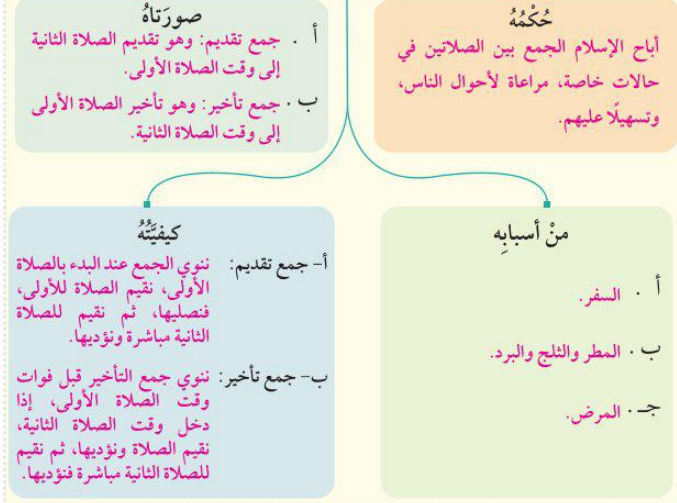 حُكْمُهُ
أباح الإسلام الجمع بين الصلاتين في
حالات خاصة، مراعاة لأحوال الناس،
وتسهيلًا عليهم.
صورَتاهُ
أ . جمع تقديم: وهو تقديم الصلاة الثانية
إلى وقت الصلاة الأولى.
ب . جمع تأخير: وهو تأخير الصلاة الأولى
إلى وقت الصلاة الثانية.
منْ أسبابِه
أ . السفر.
ب . المطر والثلج والبرد.
جـ . المرض.
كيفيَّتُهُ
أ- جمع تقديم: ننوي الجمع عند البدء بالصلاة
الأولى، نقيم الصلاة للأولى،
فنصليها، ثم نقيم للصلاة
الثانية مباشرة ونؤديها.
ب- جمع تأخير: ننوي جمع التأخير قبل فوات
وقت الصلاة الأولى، إذا
دخل وقت الصلاة الثانية،
نقيم الصلاة ونؤديها، ثم نقيم
للصلاة الثانية مباشرة فنؤديها.